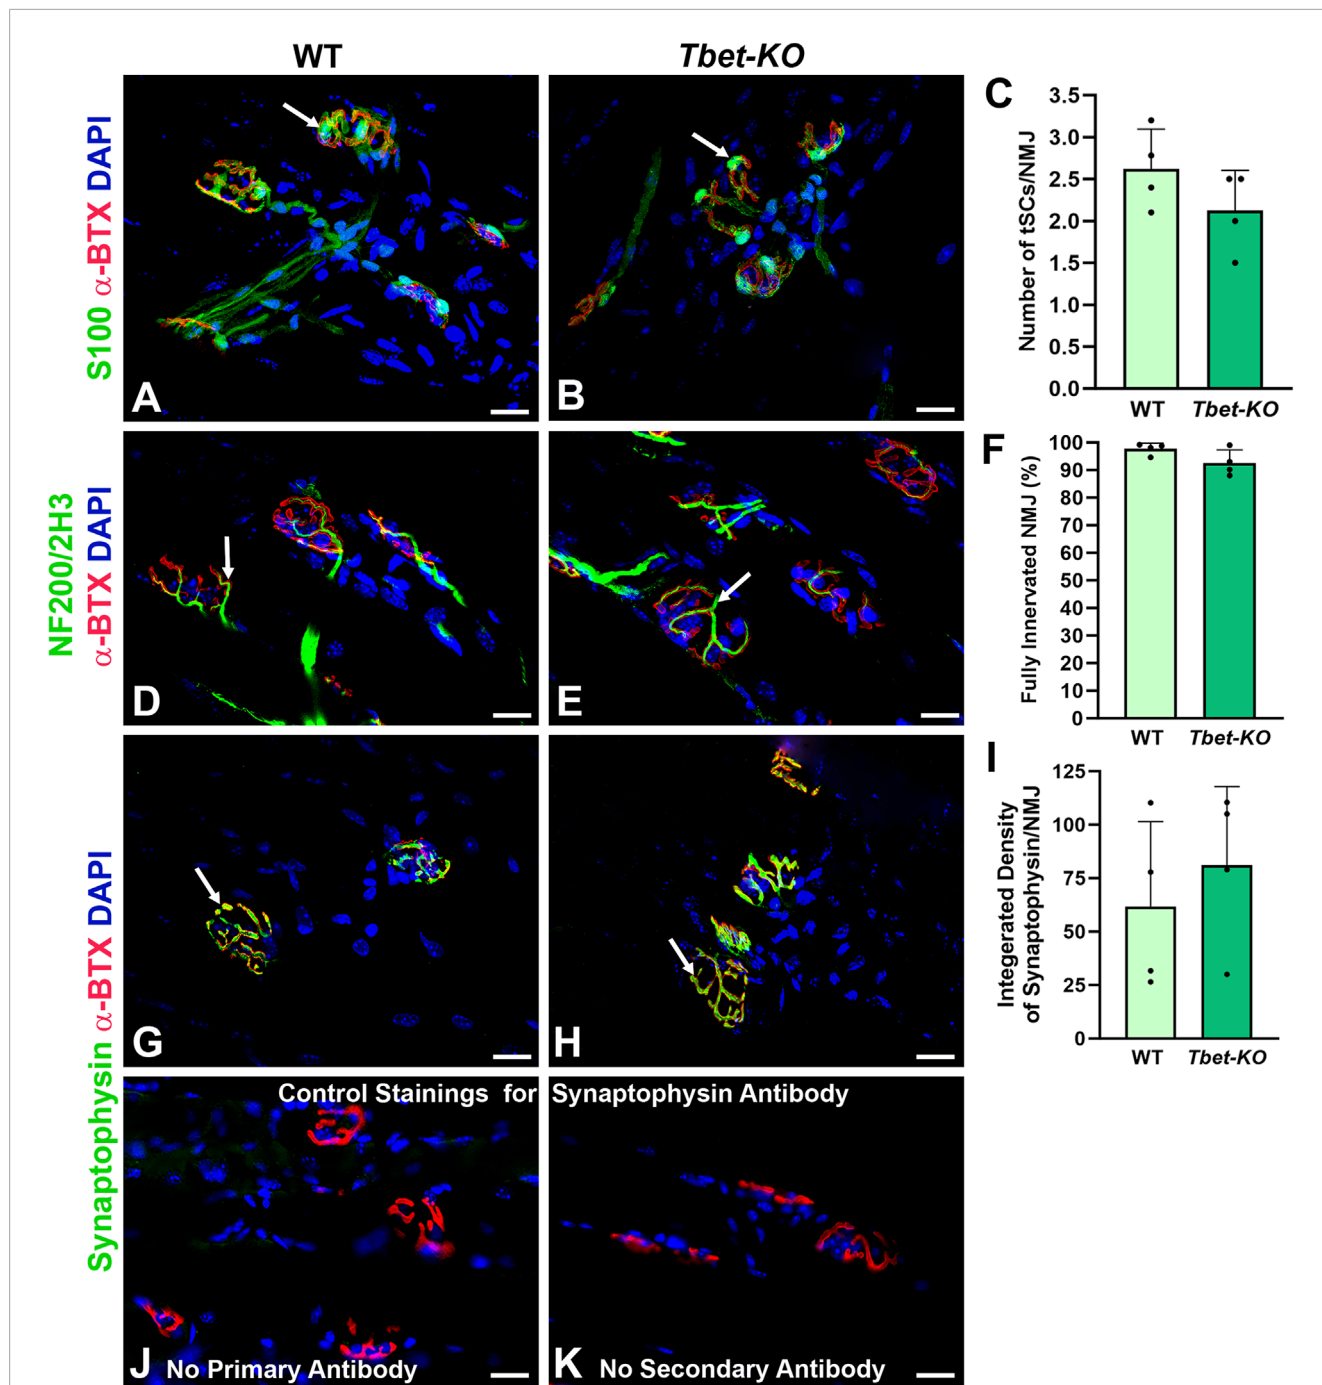 WT
Tbet-KO
S100 α-BTX DAPI
A
B
C
Number of tSCs/NMJ
3.5
3.0
2.5
2.0
1.5
1.0
0.5
0.0
WT
Tbet-KO
NF200/2H3
α-BTX DAPI
D
E
F
Fully Innervated NMJ (%)
100
90
80
70
60
50
40
30
20
10
0
WT
Tbet-KO
Synaptophysin α-BTX DAPI
G
H
I
Integerated Density
of Synaptophysin/NMJ
125
100
75
50
25
0
WT
Tbet-KO
Control Stainings for Synaptophysin Antibody
J No Primary Antibody
K No Secondary Antibody